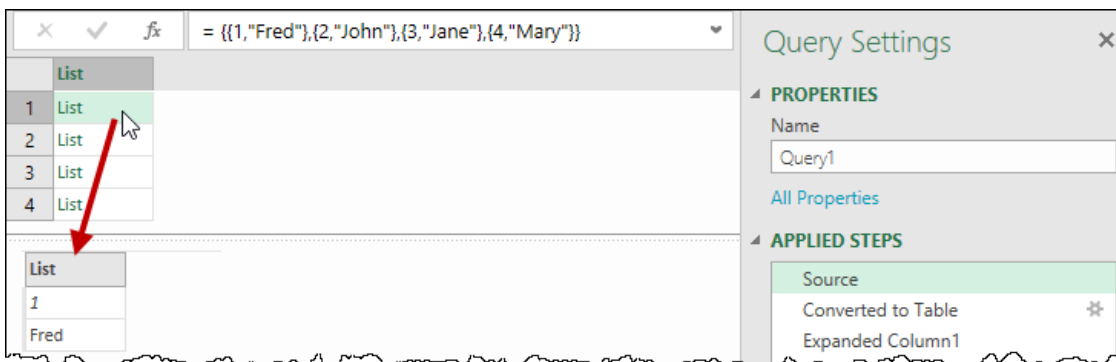 fx = {{1,"Fred"},{2,"John"},{3,"Jane"},{4,"Mary"}}
List
1 List
2 List
3 List
4 List
List
1
Fred
Query Settings
PROPERTIES
Name
Query1
All Properties
APPLIED STEPS
Source
Converted to Table
Expanded Column1